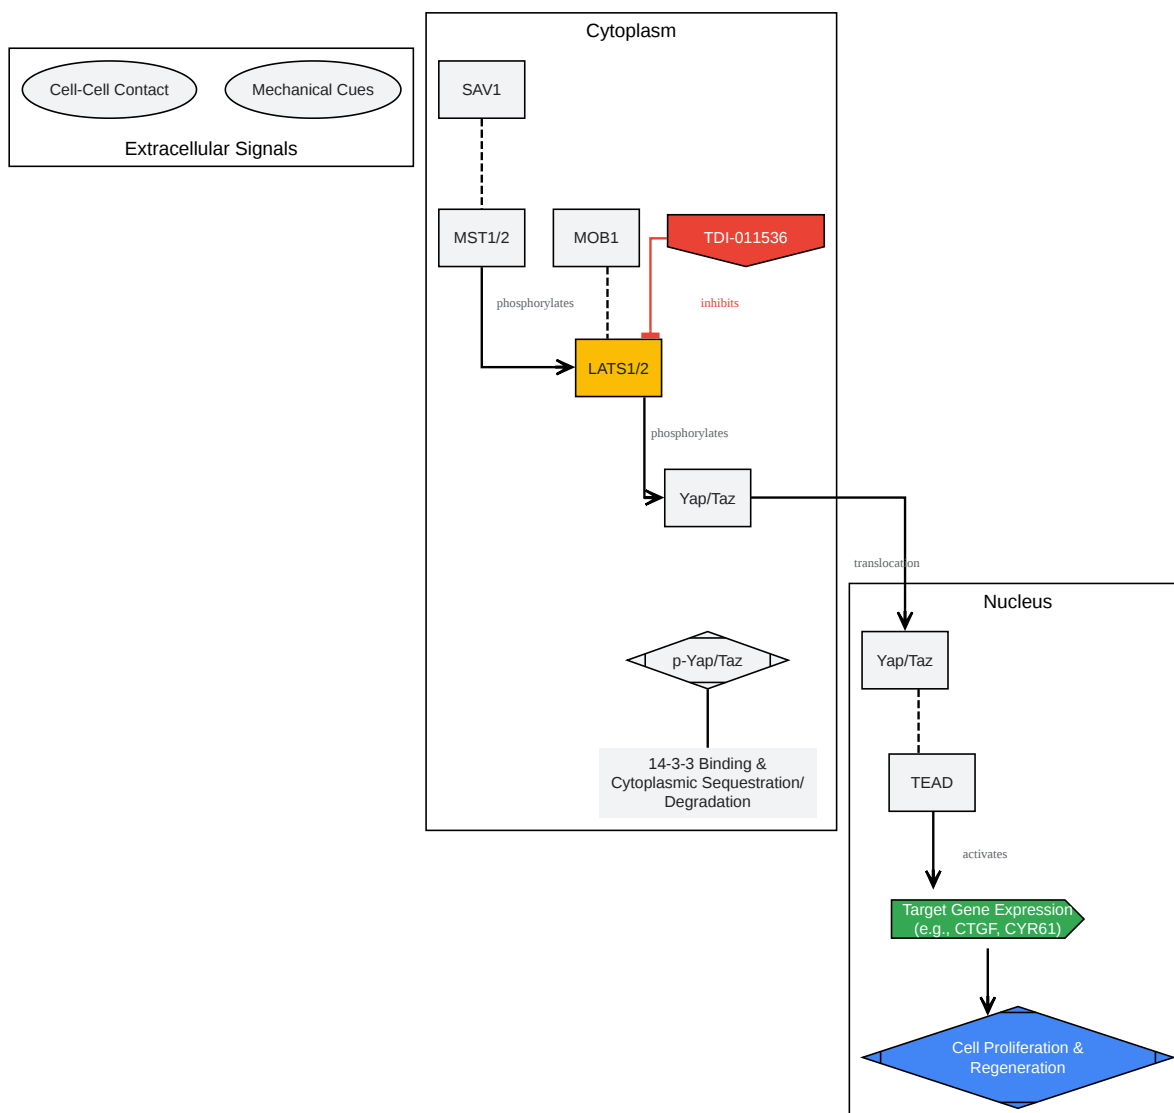 Cytoplasm
Cell-Cell Contact
Mechanical Cues
SAV1
Extracellular Signals
MST1/2
MOB1
TDI-011536
phosphorylates
inhibits
LATS1/2
phosphorylates
Yap/Taz
translocation
Nucleus
p-Yap/Taz
Yap/Taz
14-3-3 Binding &
Cytoplasmic Sequestration/
Degradation
TEAD
activates
Target Gene Expression
(e.g., CTGF, CYR61)
Cell Proliferation &
Regeneration